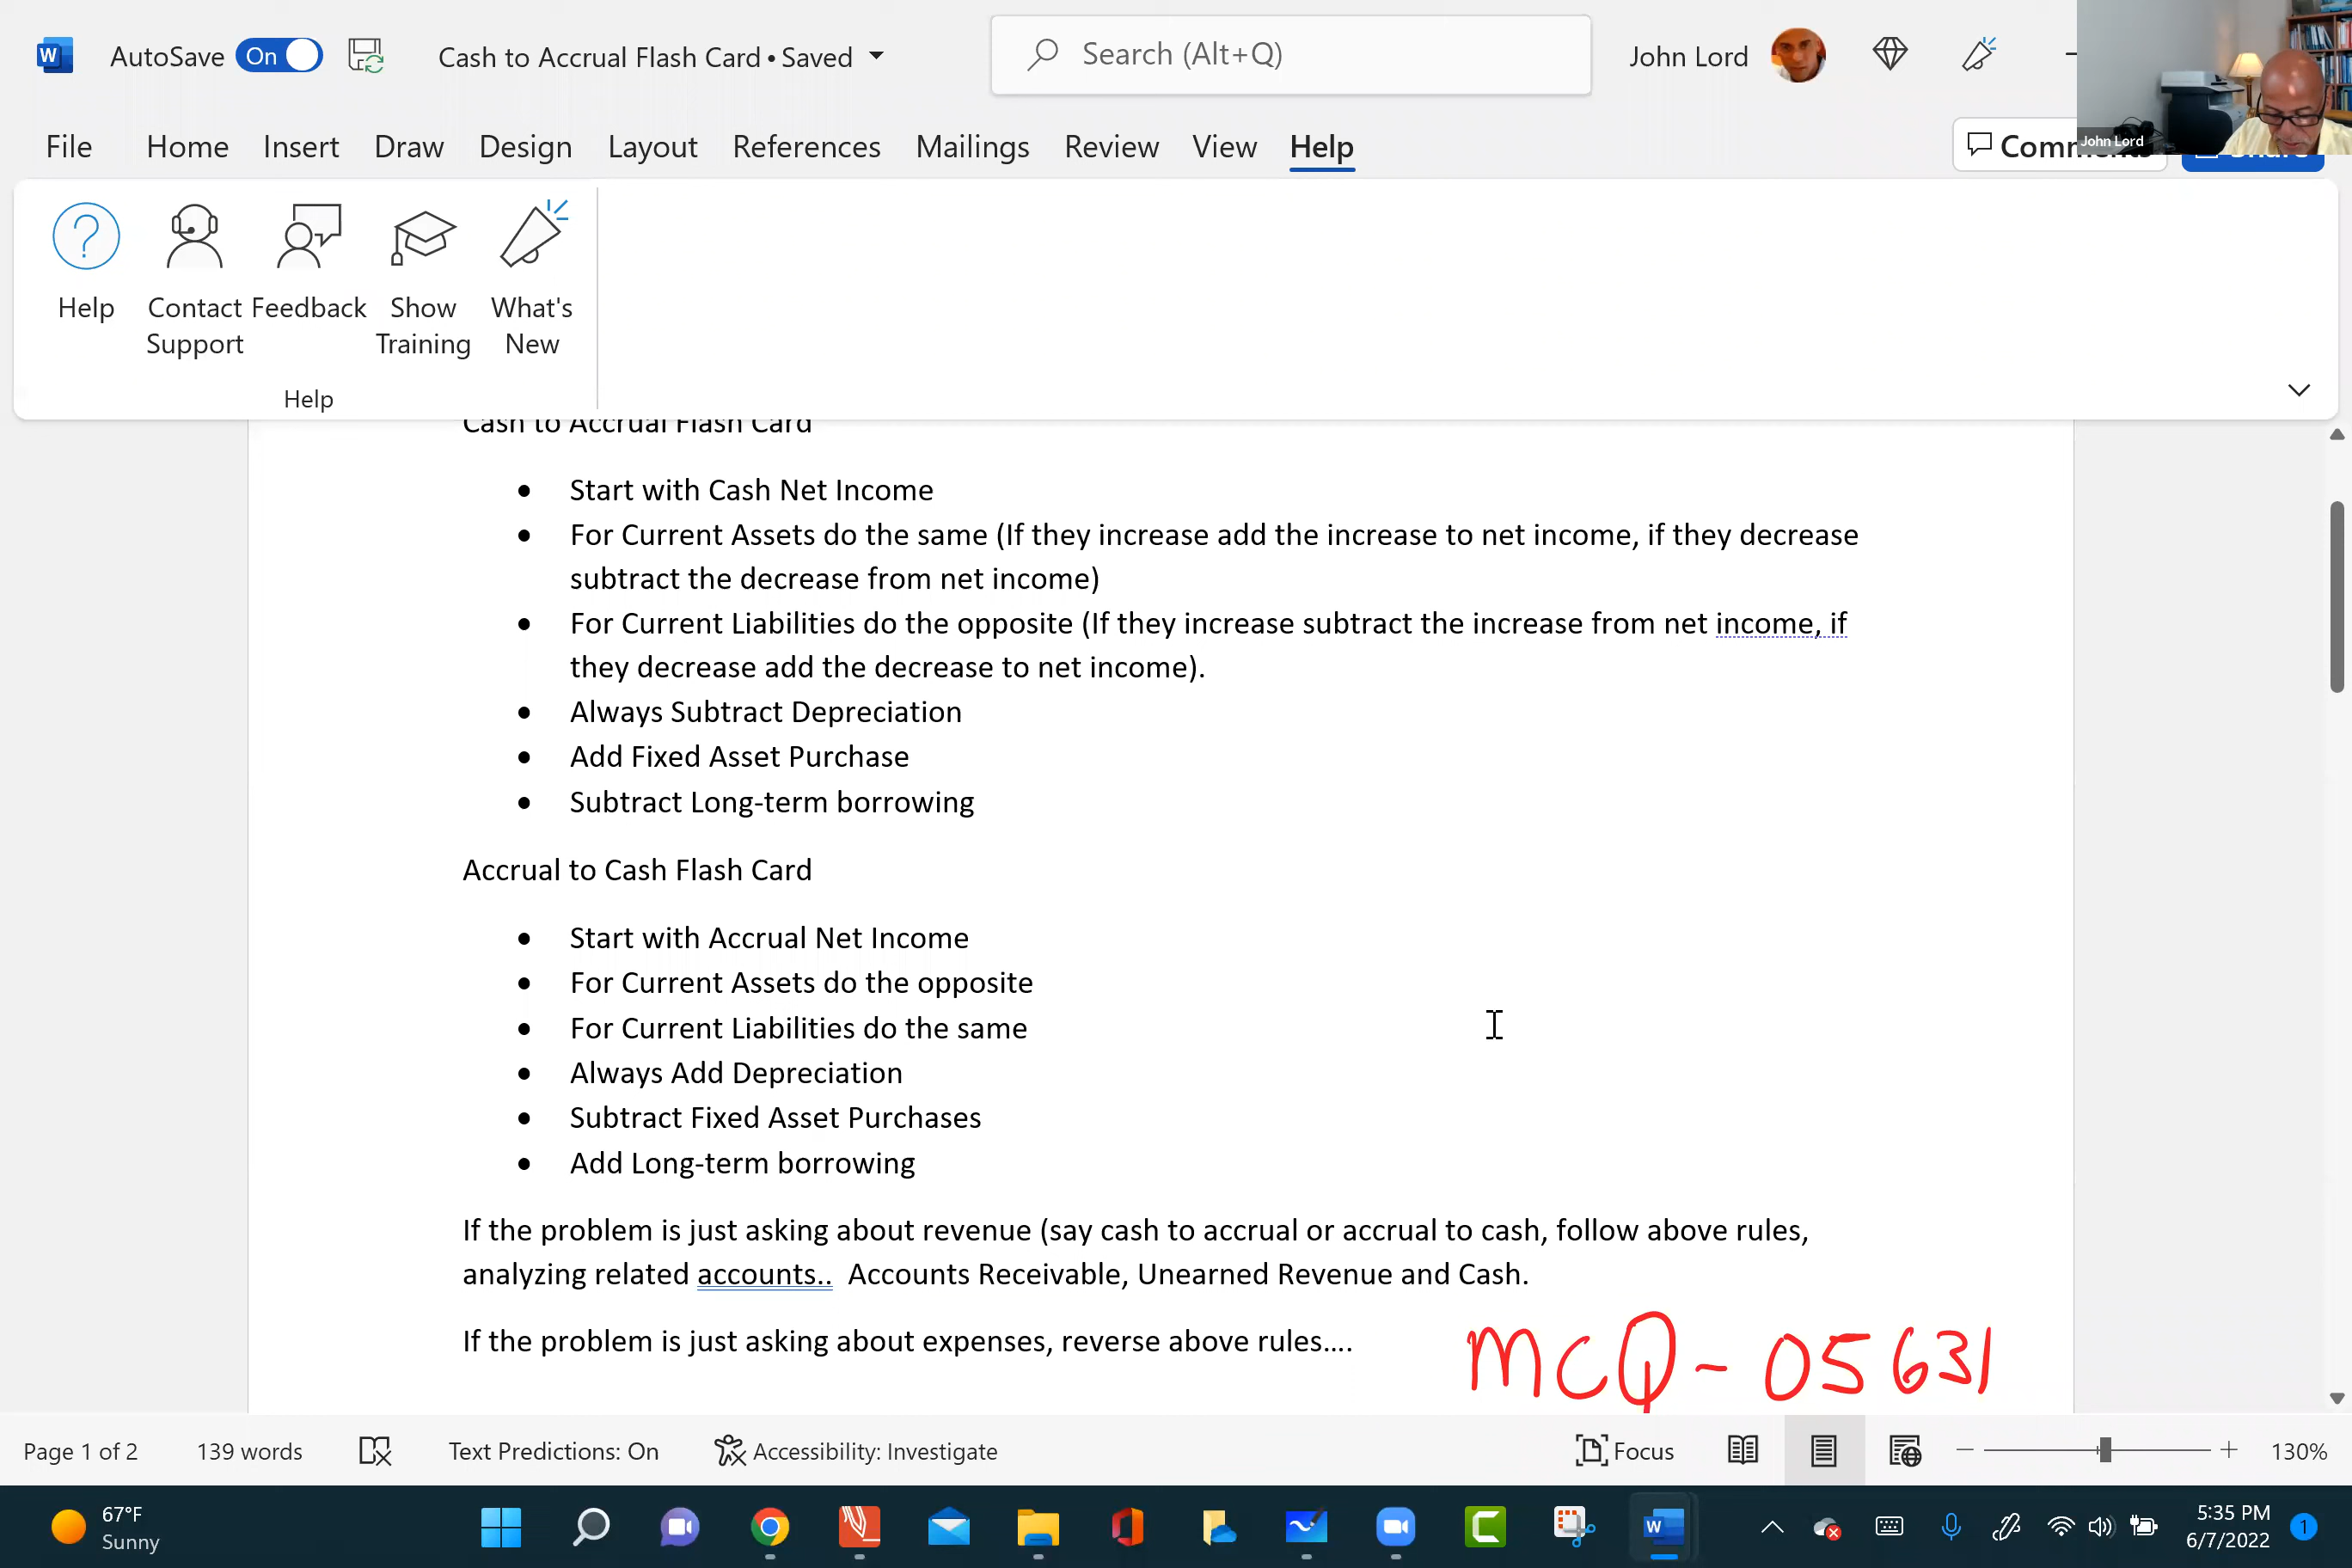 AutoSave On Cash to Accrual Flash Card • Saved Search (Alt+Q) John Lord
John Lord
File Home Insert Draw Design Layout References Mailings Review View Help
Help Contact Support Feedback Show Training What's New
Help
Cash to Accrual Flash Card
• Start with Cash Net Income
• For Current Assets do the same (If they increase add the increase to net income, if they decrease
subtract the decrease from net income)
• For Current Liabilities do the opposite (If they increase subtract the increase from net income, if
they decrease add the decrease to net income).
• Always Subtract Depreciation
• Add Fixed Asset Purchase
• Subtract Long-term borrowing
Accrual to Cash Flash Card
• Start with Accrual Net Income
• For Current Assets do the opposite
• For Current Liabilities do the same
• Always Add Depreciation
• Subtract Fixed Asset Purchases
• Add Long-term borrowing
If the problem is just asking about revenue (say cash to accrual or accrual to cash, follow above rules,
analyzing related accounts.. Accounts Receivable, Unearned Revenue and Cash.
If the problem is just asking about expenses, reverse above rules....
MCQ - 05631
Page 1 of 2 139 words Text Predictions: On Accessibility: Investigate Focus 130%
67°F
Sunny
5:35 PM
6/7/2022
1